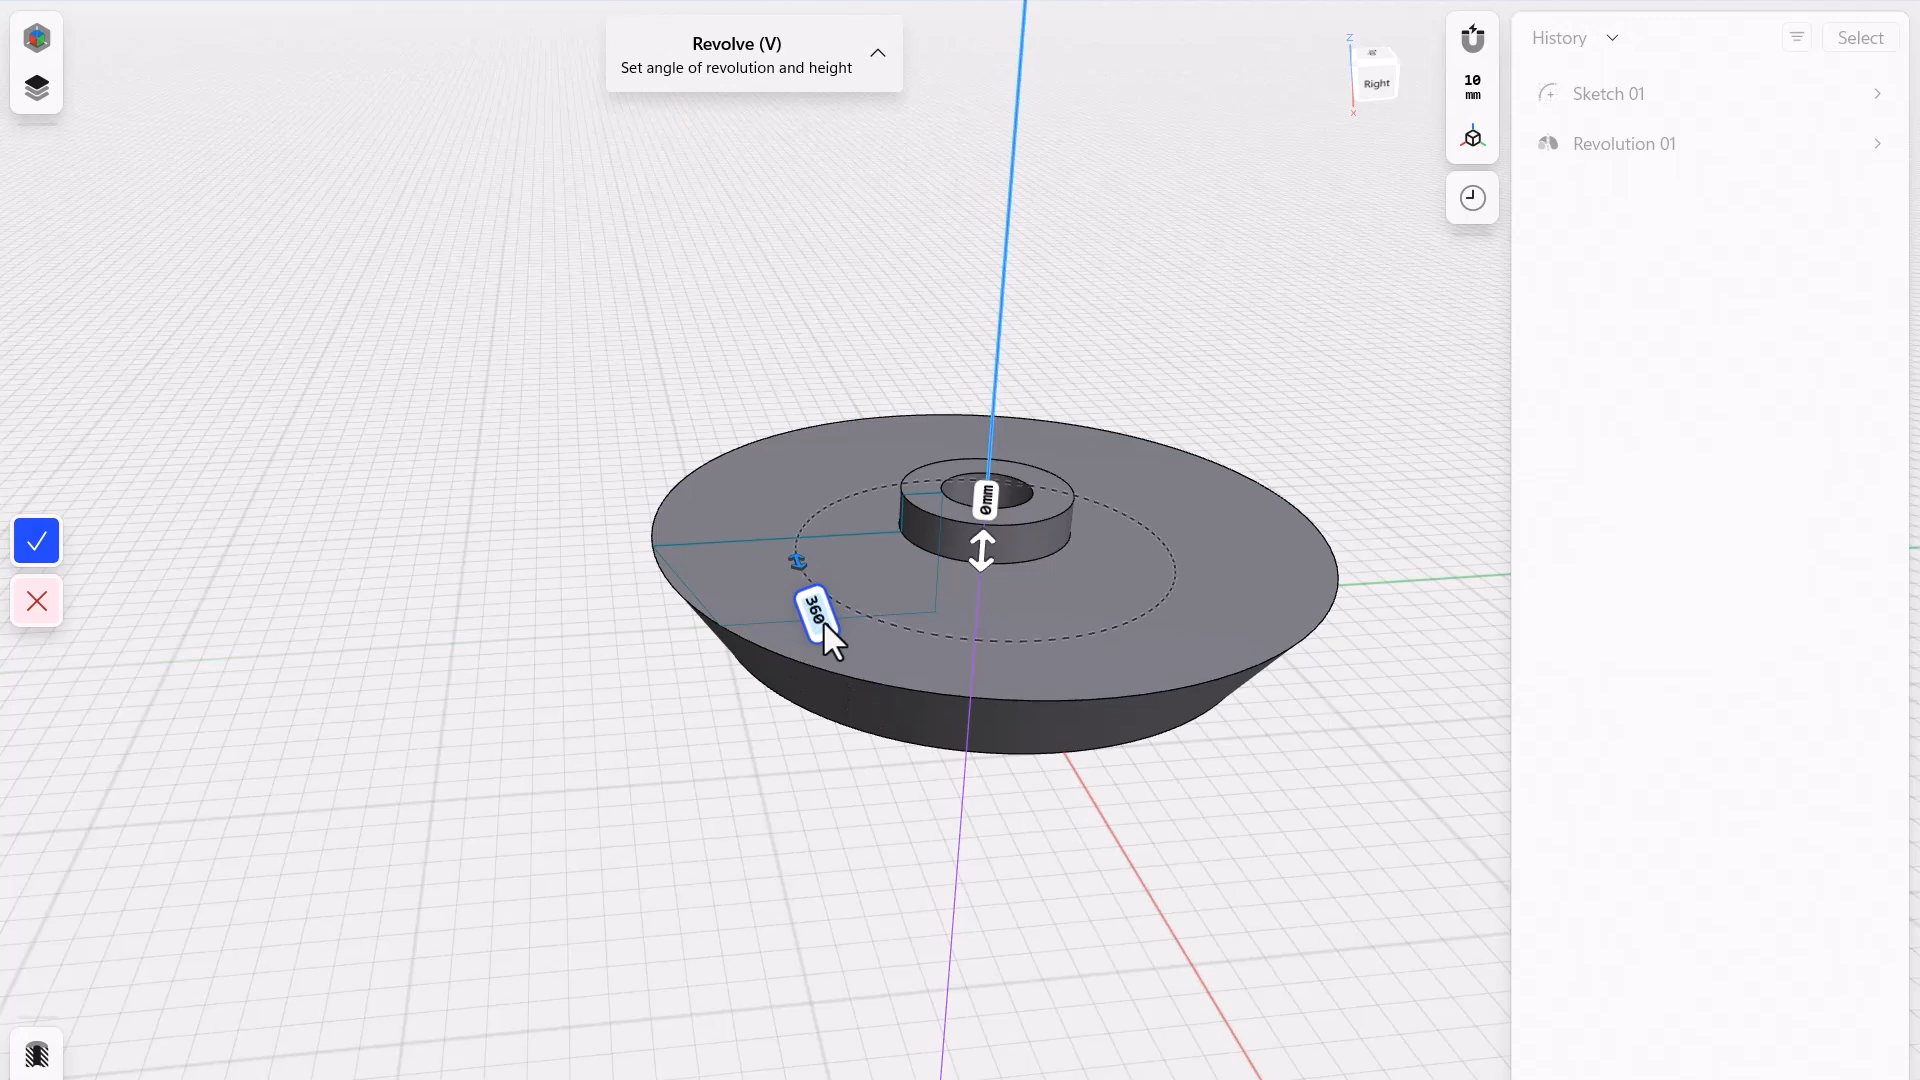 Revolve (V)
Set angle of revolution and height
Z
Right
X
10
mm
History
Select
Sketch 01
Revolution 01
0mm
360